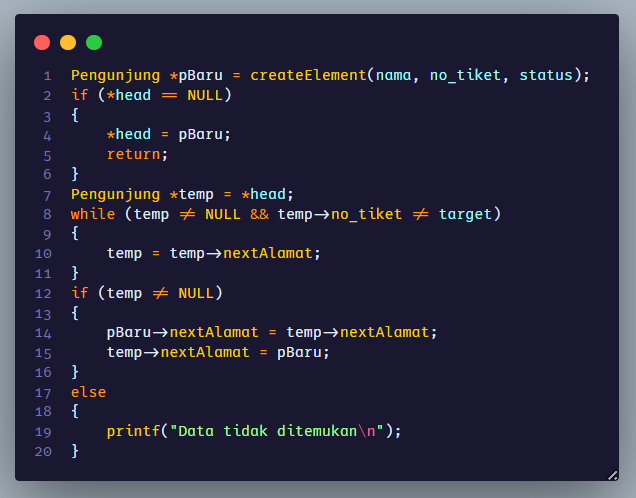 1 Pengunjung *pBaru = createElement(nama, no_tiket, status);
2 if (*head == NULL)
3 {
4     *head = pBaru;
5     return;
6 }
7 Pengunjung *temp = *head;
8 while (temp != NULL && temp->no_tiket != target)
9 {
10     temp = temp->nextAlamat;
11 }
12 if (temp != NULL)
13 {
14     pBaru->nextAlamat = temp->nextAlamat;
15     temp->nextAlamat = pBaru;
16 }
17 else
18 {
19     printf("Data tidak ditemukan\n");
20 }